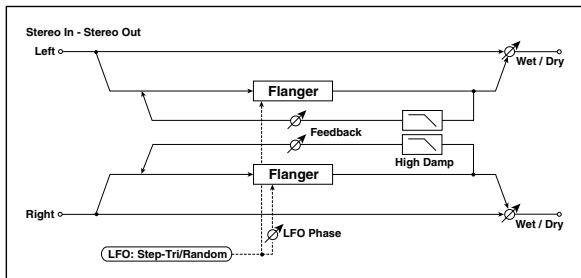 Stereo In - Stereo Out
Left
Wet / Dry
Flanger
Feedback
High Damp
Flanger
LFO Phase
Right
Wet / Dry
LFO: Step-Tri/Random